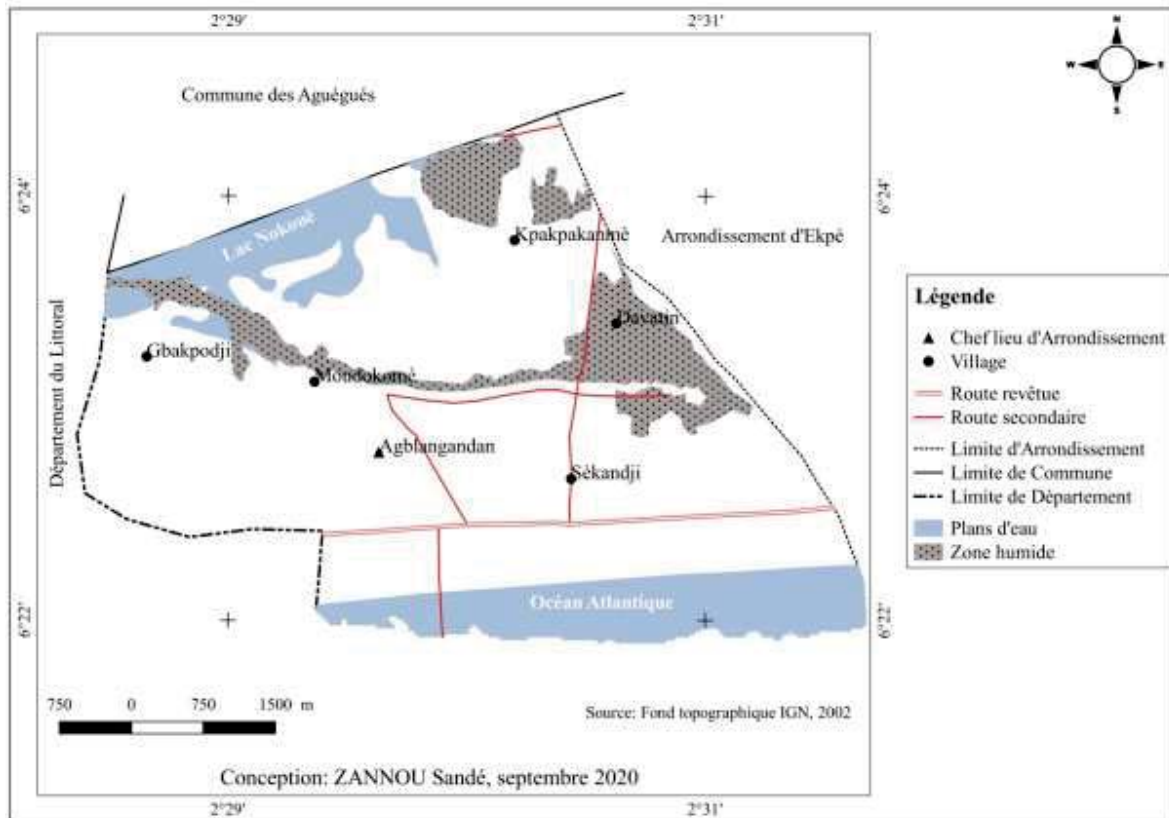 2°29' 2°31'
N
W E
S
Commune des Aguégués
6°24' 6°24'
Lac Nokoué
Kpakpakanmè
Arrondissement d'Ekpé
Département du Littoral
Davatin
Gbakpodji
Agblangandan
Sèkandji
Océan Atlantique
6°22' 6°22'
750 0 750 1500 m
Source: Fond topographique IGN, 2002
Conception: ZANNOU Sandé, septembre 2020
2°29' 2°31'
Légende
Chef lieu d'Arrondissement
Village
Route revêtue
Route secondaire
Limite d'Arrondissement
Limite de Commune
Limite de Département
Plans d'eau
Zone humide